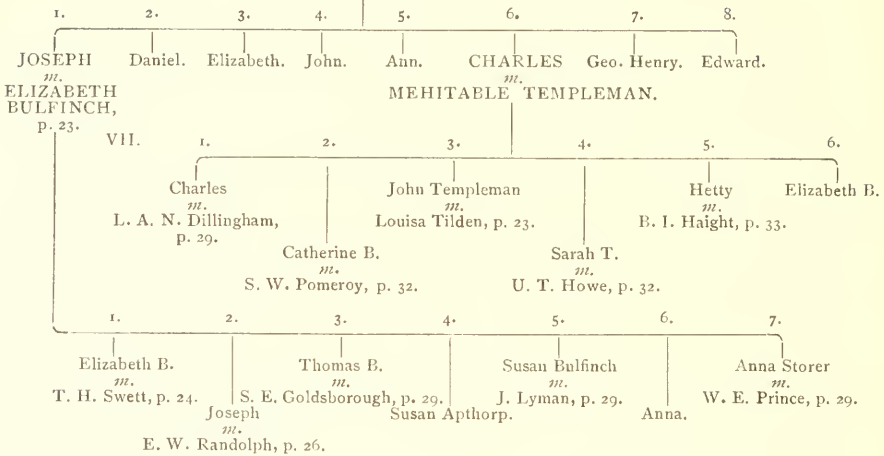 1. 2. 3. 4. 5. 6. 7. 8.
JOSEPH Daniel. Elizabeth. John. Ann. CHARLES Geo. Henry. Edward.
m. m.
ELIZABETH MEHITABLE TEMPLEMAN.
BULFINCH,
p. 23.
VII. 1. 2. 3. 4. 5. 6.
Charles John Templeman Hetty Elizabeth B.
m. m. m.
L. A. N. Dillingham, Louisa Tilden, p. 23. B. I. Haight, p. 33.
p. 29.
Catherine B. Sarah T.
m. m.
S. W. Pomeroy, p. 32. U. T. Howe, p. 32.
1. 2. 3. 4. 5. 6. 7.
Elizabeth B. Thomas B. Susan Bulfinch Anna Storer
m. m. m. m.
T. H. Swett, p. 24. S. E. Goldsborough, p. 29. J. Lyman, p. 29. W. E. Prince, p. 29.
Joseph Susan Apthorp. Anna.
m.
E. W. Randolph, p. 26.